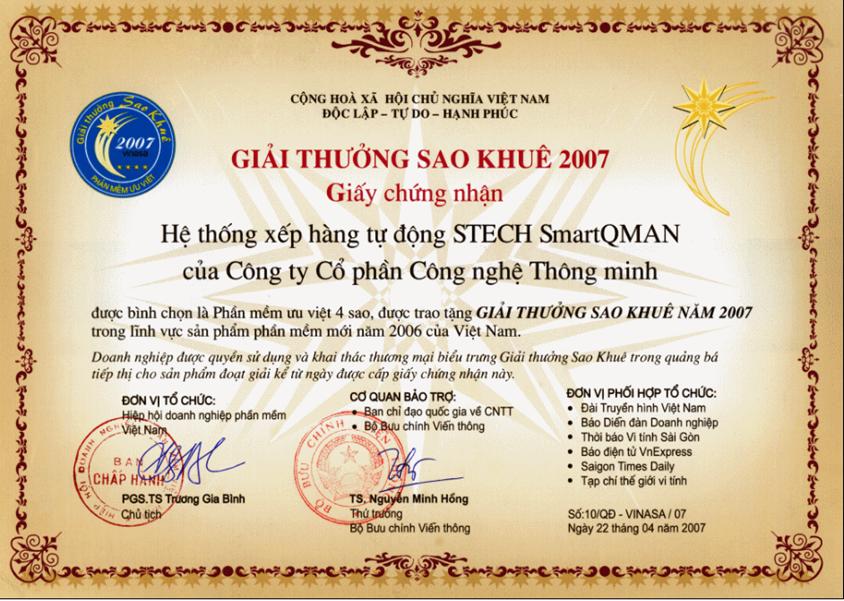 CỘNG HOÀ XÃ HỘI CHỦ NGHĨA VIỆT NAM
ĐỘC LẬP – TỰ DO – HẠNH PHÚC
Giải thưởng Sao Khuê
2007
VINASA
PHẦN MỀM ƯU VIỆT
GIẢI THƯỞNG SAO KHUÊ 2007
Giấy chứng nhận
Hệ thống xếp hàng tự động STECH SmartQMAN
của Công ty Cổ phần Công nghệ Thông minh
được bình chọn là Phần mềm ưu việt 4 sao, được trao tặng GIẢI THƯỞNG SAO KHUÊ NĂM 2007
trong lĩnh vực sản phẩm phần mềm mới năm 2006 của Việt Nam.
Doanh nghiệp được quyền sử dụng và khai thác thương mại biểu trưng Giải thưởng Sao Khuê trong quảng bá
tiếp thị cho sản phẩm đoạt giải kể từ ngày được cấp giấy chứng nhận này.
ĐƠN VỊ TỔ CHỨC:
Hiệp hội doanh nghiệp phần mềm
Việt Nam
BAN
CHẤP HÀNH
PGS.TS Trương Gia Bình
Chủ tịch
CƠ QUAN BẢO TRỢ:
• Ban chỉ đạo quốc gia về CNTT
• Bộ Bưu chính Viễn thông
BỘ BƯU CHÍNH
TS. Nguyễn Minh Hồng
Thứ trưởng
Bộ Bưu chính Viễn thông
ĐƠN VỊ PHỐI HỢP TỔ CHỨC:
• Đài Truyền hình Việt Nam
• Báo Diễn đàn Doanh nghiệp
• Thời báo Vi tính Sài Gòn
• Báo điện tử VnExpress
• Saigon Times Daily
• Tạp chí thế giới vi tính
Số:10/QĐ - VINASA / 07
Ngày 22 tháng 04 năm 2007